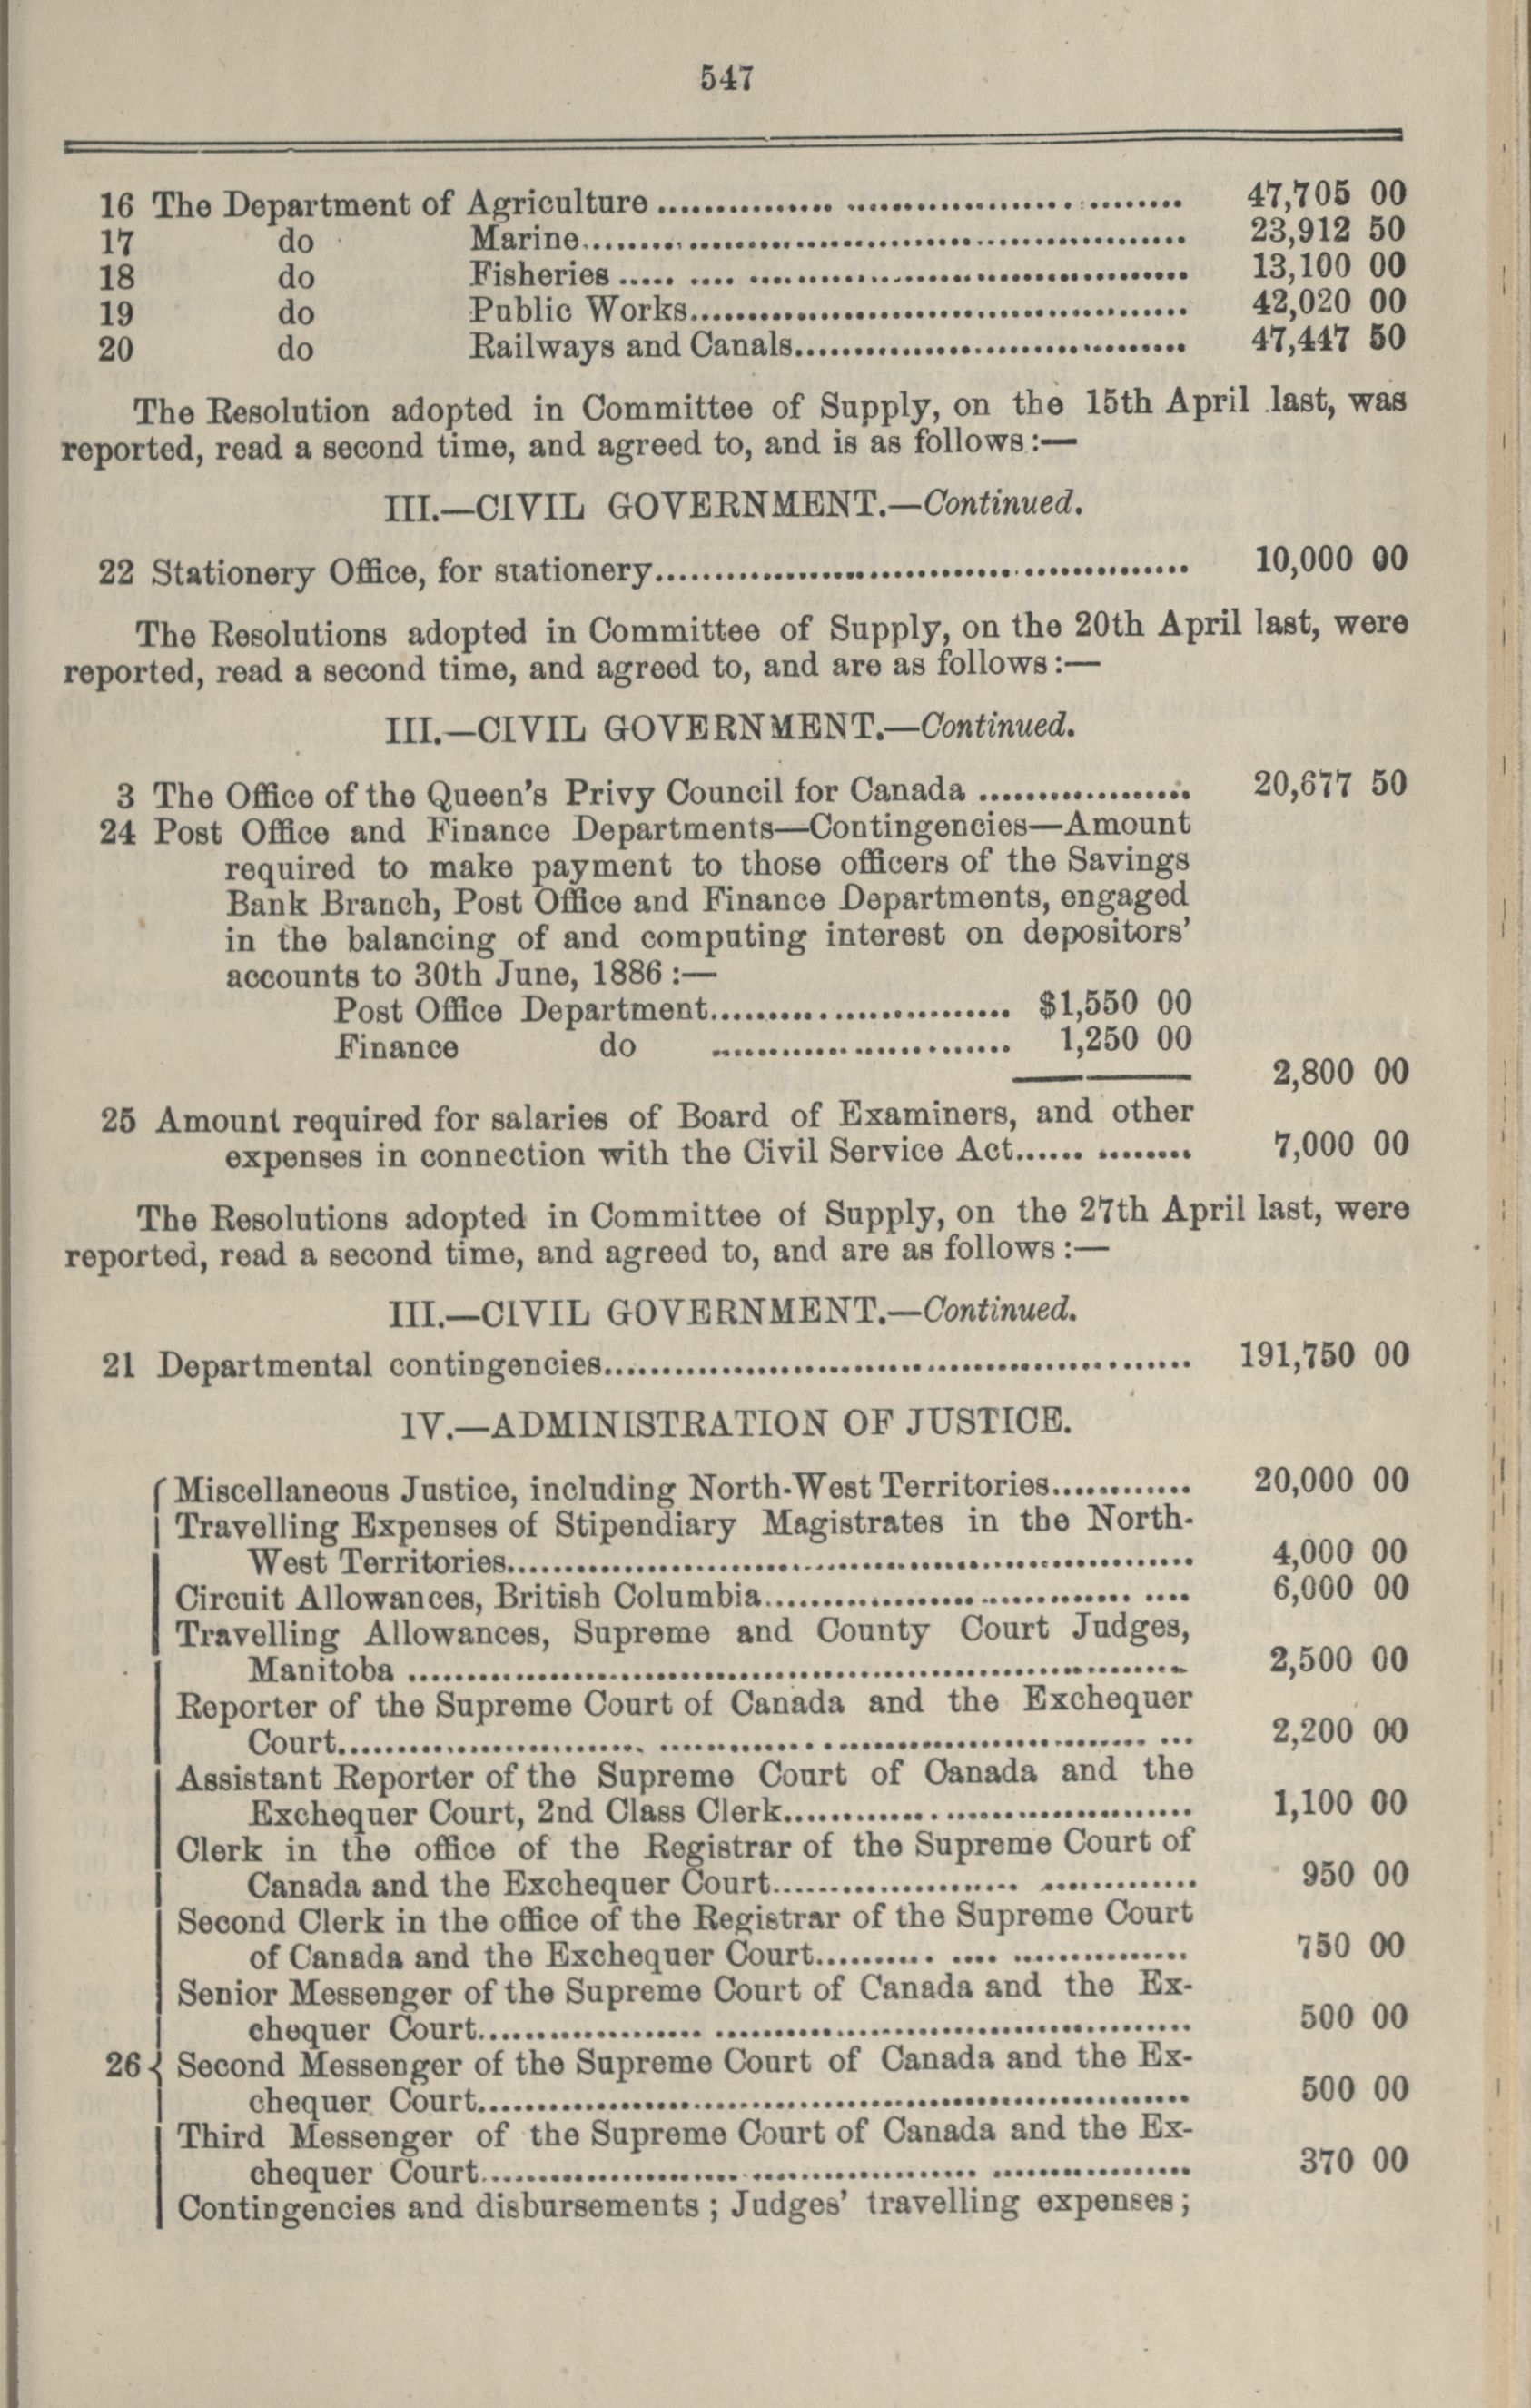 547
16 The Department of Agriculture 47,705 00
17 do Marine 23,912 50
18 do Fisheries 13,100 00
19 do Public Works 42,020 00
20 do Railways and Canals 47,447 50
The Resolution adopted in Committee of Supply, on the 15th April last, was
reported, read a second time, and agreed to, and is as follows:—
III.—CIVIL GOVERNMENT.—Continued.
22 Stationery Office, for stationery 10,000 00
The Resolutions adopted in Committee of Supply, on the 20th April last, were
reported, read a second time, and agreed to, and are as follows:—
III.—CIVIL GOVERNMENT.—Continued.
3 The Office of the Queen's Privy Council for Canada 20,677 50
24 Post Office and Finance Departments—Contingencies—Amount
required to make payment to those officers of the Savings
Bank Branch, Post Office and Finance Departments, engaged
in the balancing of and computing interest on depositors'
accounts to 30th June, 1886:—
Post Office Department $1,550 00
Finance do 1,250 00
2,800 00
25 Amount required for salaries of Board of Examiners, and other
expenses in connection with the Civil Service Act 7,000 00
The Resolutions adopted in Committee of Supply, on the 27th April last, were
reported, read a second time, and agreed to, and are as follows:—
III.—CIVIL GOVERNMENT.—Continued.
21 Departmental contingencies 191,750 00
IV.—ADMINISTRATION OF JUSTICE.
Miscellaneous Justice, including North-West Territories 20,000 00
Travelling Expenses of Stipendiary Magistrates in the North-
West Territories 4,000 00
Circuit Allowances, British Columbia 6,000 00
Travelling Allowances, Supreme and County Court Judges,
Manitoba 2,500 00
Reporter of the Supreme Court of Canada and the Exchequer
Court 2,200 00
Assistant Reporter of the Supreme Court of Canada and the
Exchequer Court, 2nd Class Clerk 1,100 00
Clerk in the office of the Registrar of the Supreme Court of
Canada and the Exchequer Court 950 00
Second Clerk in the office of the Registrar of the Supreme Court
of Canada and the Exchequer Court 750 00
Senior Messenger of the Supreme Court of Canada and the Ex-
chequer Court 500 00
26 Second Messenger of the Supreme Court of Canada and the Ex-
chequer Court 500 00
Third Messenger of the Supreme Court of Canada and the Ex-
chequer Court 370 00
Contingencies and disbursements; Judges' travelling expenses;